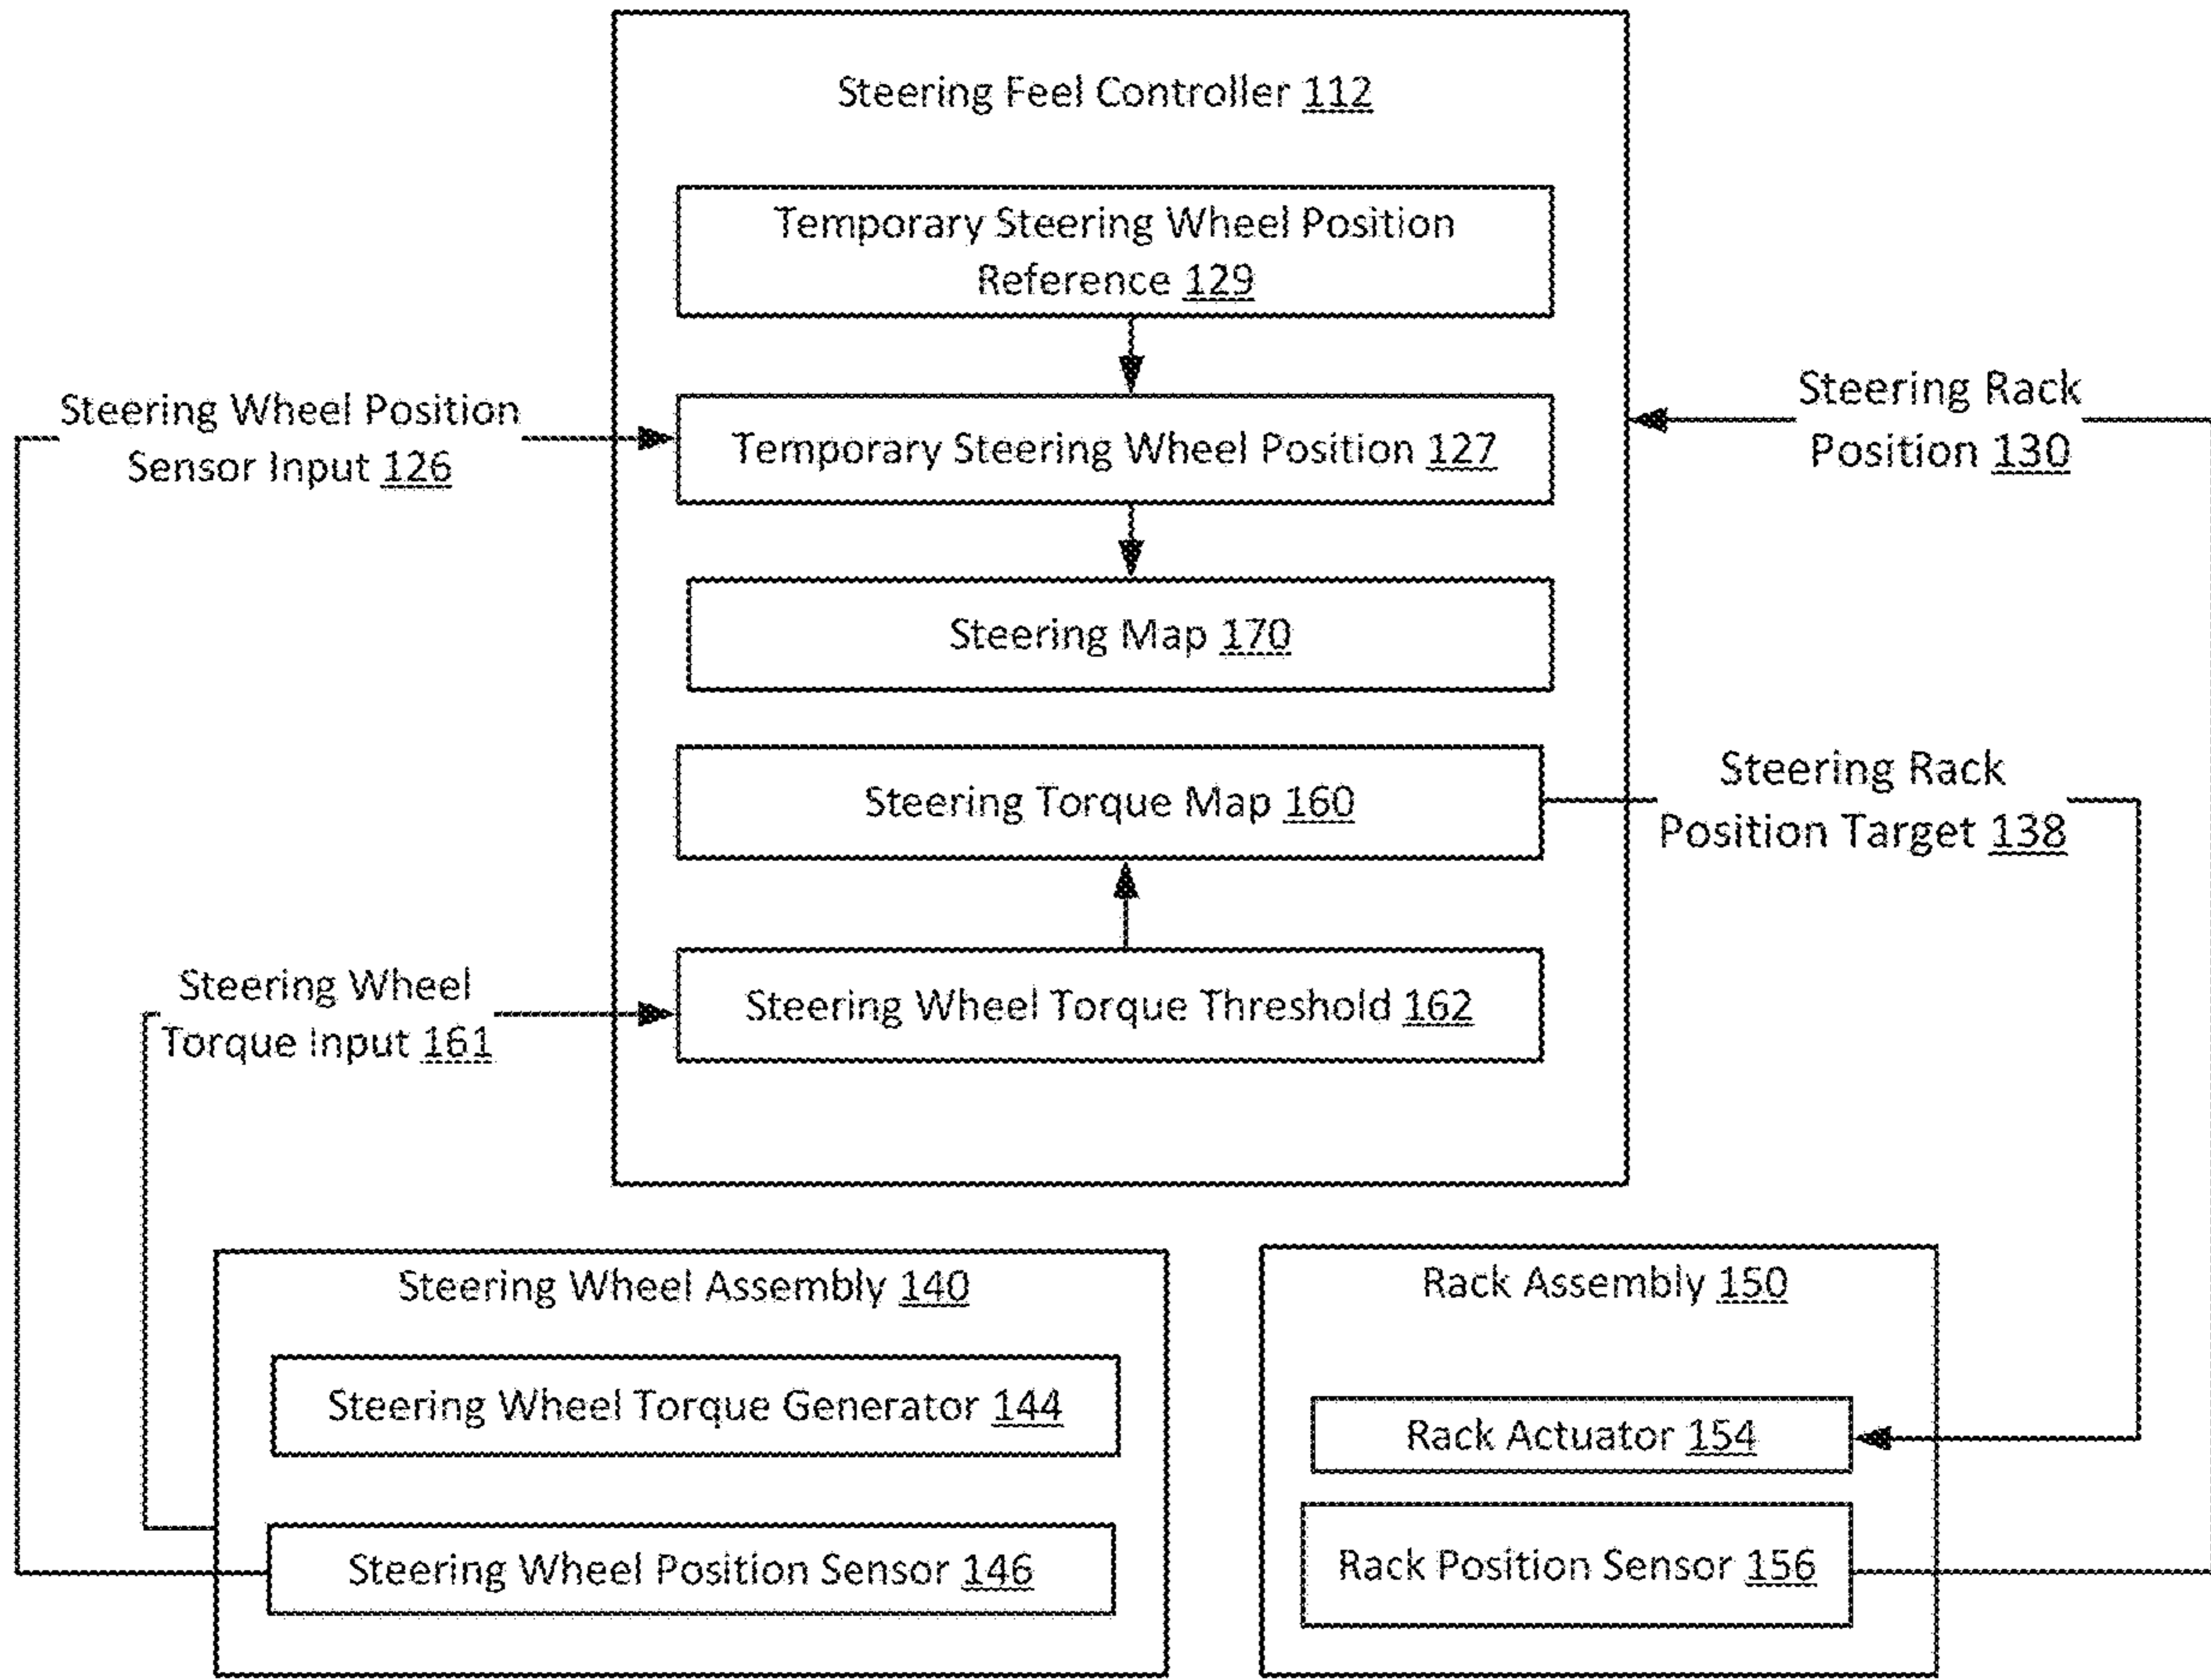 Steering Feel Controller 112
Temporary Steering Wheel Position
Reference 129
Steering Wheel Position
Sensor Input 126
Temporary Steering Wheel Position 127
Steering Rack
Position 130
Steering Map 170
Steering Torque Map 160
Steering Rack
Position Target 138
Steering Wheel
Torque Input 161
Steering Wheel Torque Threshold 162
Steering Wheel Assembly 140
Steering Wheel Torque Generator 144
Steering Wheel Position Sensor 146
Rack Assembly 150
Rack Actuator 154
Rack Position Sensor 156